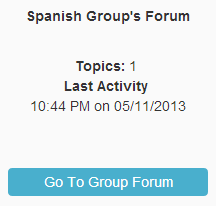 Spanish Group's Forum
Topics: 1
Last Activity
10:44 PM on 05/11/2013
Go To Group Forum